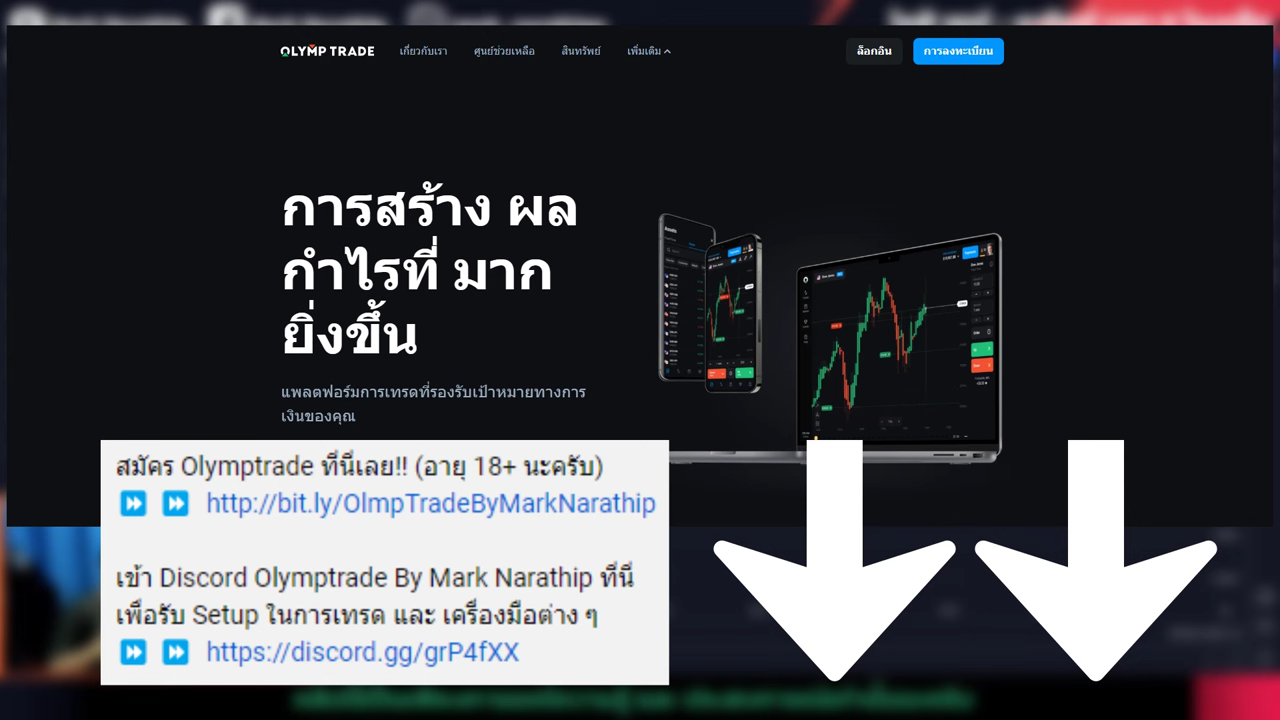 OLYMP TRADE เกี่ยวกับเรา ศูนย์ช่วยเหลือ สินทรัพย์ เพิ่มเติม ล็อกอิน การลงทะเบียน
การสร้าง ผล
กำไรที่ มาก
ยิ่งขึ้น
แพลตฟอร์มการเทรดที่รองรับเป้าหมายทางการ
เงินของคุณ
สมัคร Olymptrade ที่นี่เลย!! (อายุ 18+ นะครับ)
http://bit.ly/OlmpTradeByMarkNarathip
เข้า Discord Olymptrade By Mark Narathip ที่นี่
เพื่อรับ Setup ในการเทรด และ เครื่องมือต่าง ๆ
https://discord.gg/grP4fXX